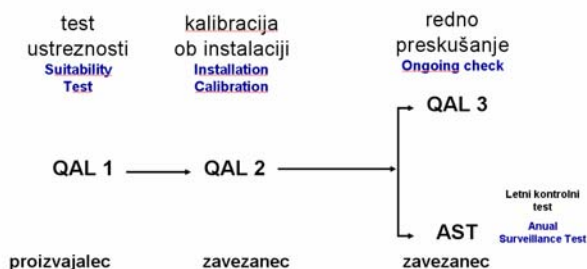 test
ustreznosti
Suitability
Test
kalibracija
ob instalaciji
Installation
Calibration
redno
preskušanje
Ongoing check
QAL 1
QAL 2
QAL 3
AST
Letni kontrolni
test
Anual
Surveillance Test
proizvajalec
zavezanec
zavezanec